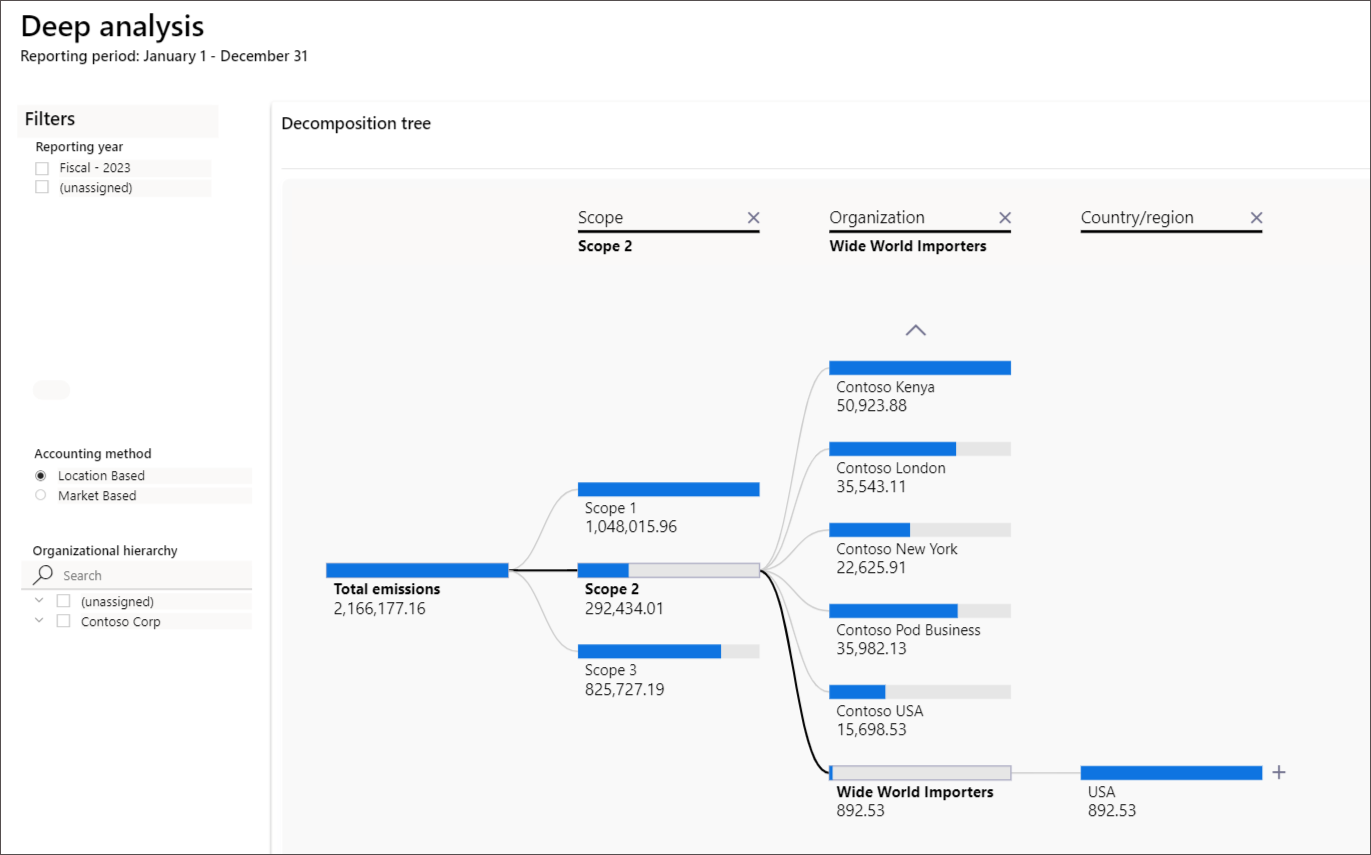 Deep analysis
Reporting period: January 1 - December 31
Filters
Reporting year
Fiscal - 2023
(unassigned)
Accounting method
Location Based
Market Based
Organizational hierarchy
Search
(unassigned)
Contoso Corp
Decomposition tree
Scope
Scope 2
Organization
Wide World Importers
Country/region
Total emissions
2,166,177.16
Scope 1
1,048,015.96
Scope 2
292,434.01
Scope 3
825,727.19
Contoso Kenya
50,923.88
Contoso London
35,543.11
Contoso New York
22,625.91
Contoso Pod Business
35,982.13
Contoso USA
15,698.53
Wide World Importers
892.53
USA
892.53